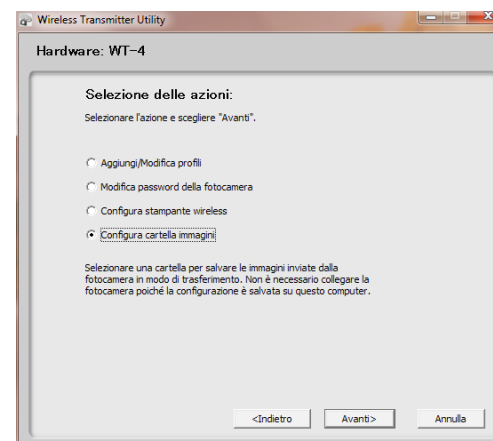 Wireless Transmitter Utility
Hardware: WT-4
Selezione delle azioni:
Selezionare l'azione e scegliere "Avanti".
Aggiungi/Modifica profili
Modifica password della fotocamera
Configura stampante wireless
Configura cartella immagini
Selezionare una cartella per salvare le immagini inviate dalla
fotocamera in modo di trasferimento. Non è necessario collegare la
fotocamera poiché la configurazione è salvata su questo computer.
<Indietro Avanti> Annulla